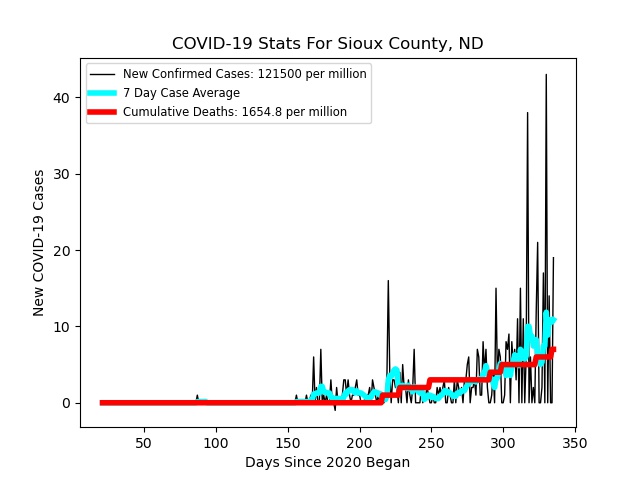 COVID-19 Stats For Sioux County, ND
New Confirmed Cases: 121500 per million
7 Day Case Average
Cumulative Deaths: 1654.8 per million
New COVID-19 Cases
40
30
20
10
0
50 100 150 200 250 300 350
Days Since 2020 Began